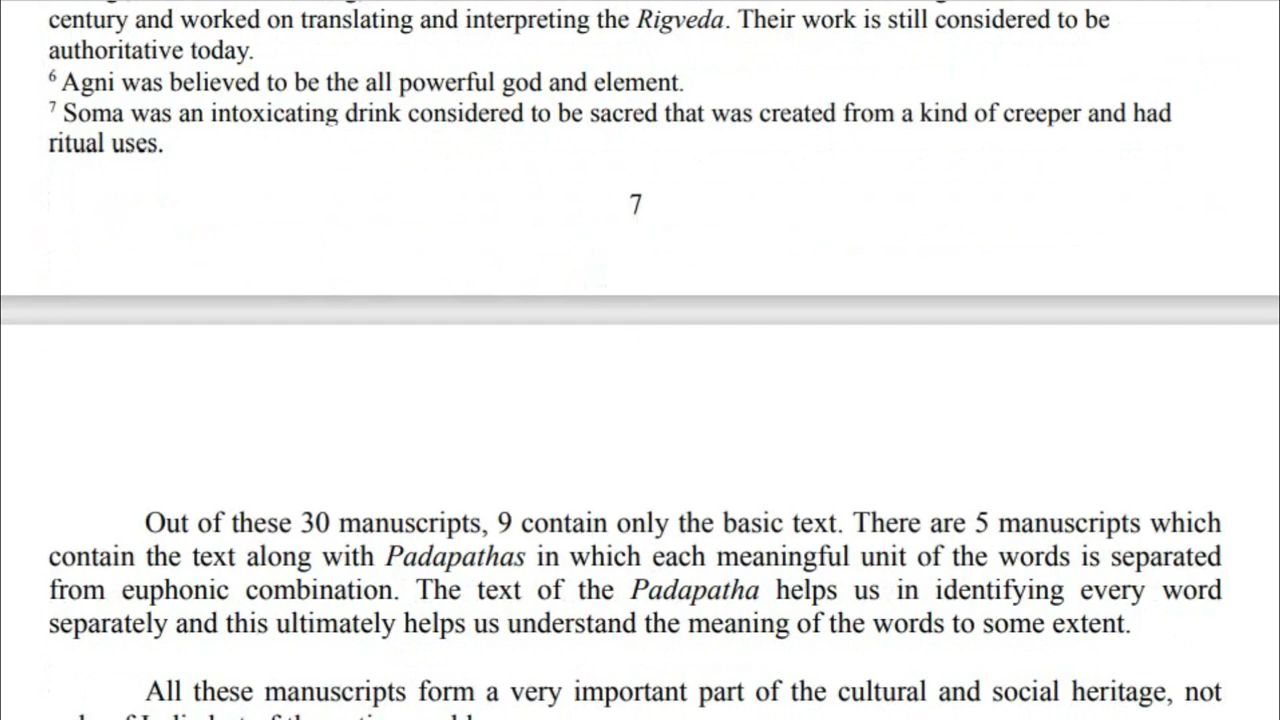 century and worked on translating and interpreting the Rigveda. Their work is still considered to be
authoritative today.
6 Agni was believed to be the all powerful god and element.
7 Soma was an intoxicating drink considered to be sacred that was created from a kind of creeper and had
ritual uses.
7
Out of these 30 manuscripts, 9 contain only the basic text. There are 5 manuscripts which
contain the text along with Padapathas in which each meaningful unit of the words is separated
from euphonic combination. The text of the Padapatha helps us in identifying every word
separately and this ultimately helps us understand the meaning of the words to some extent.
All these manuscripts form a very important part of the cultural and social heritage, not